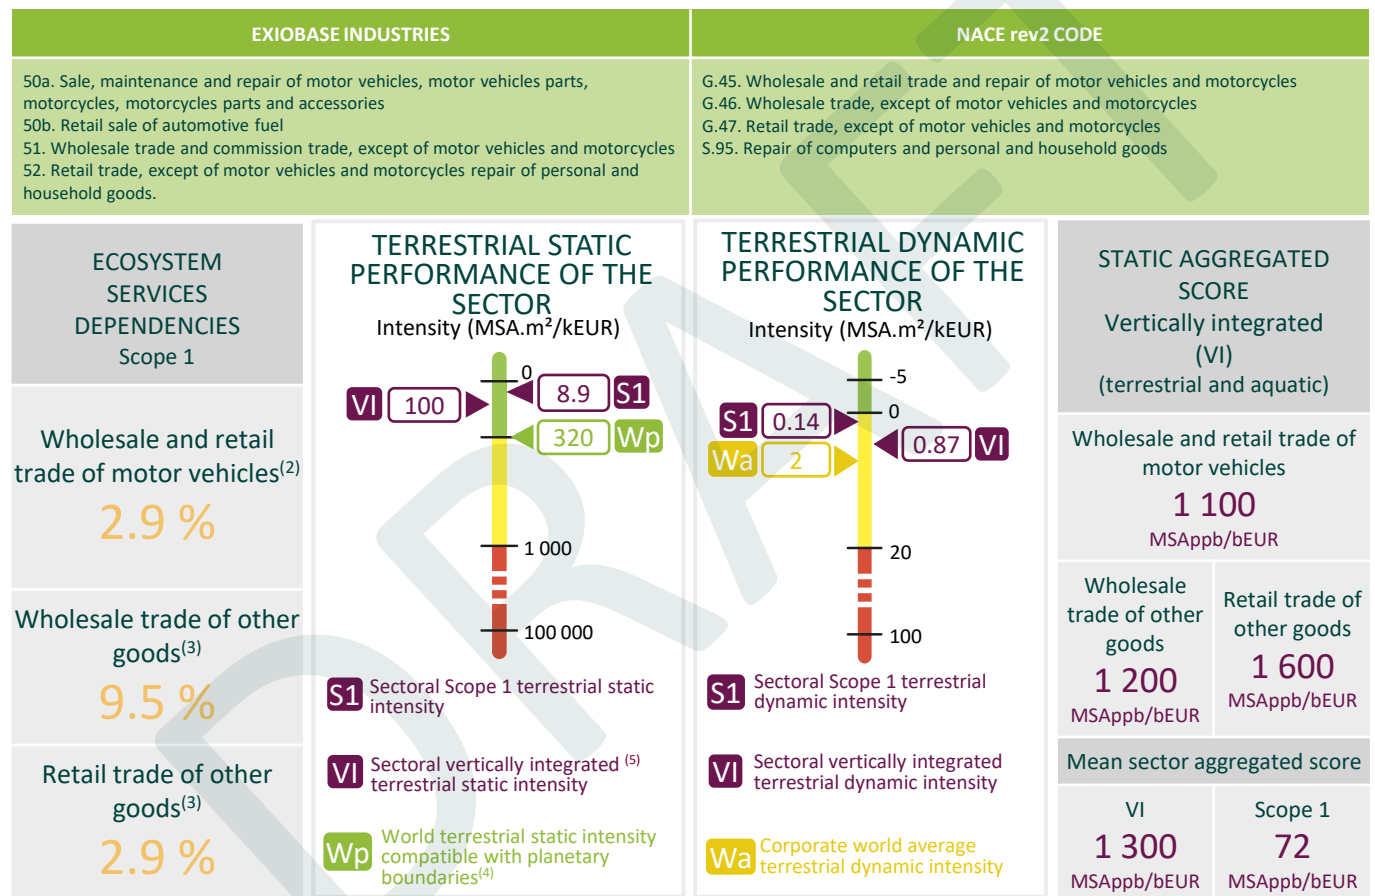 EXIOBASE INDUSTRIES
NACE rev2 CODE
50a. Sale, maintenance and repair of motor vehicles, motor vehicles parts,
motorcycles, motorcycles parts and accessories
50b. Retail sale of automotive fuel
51. Wholesale trade and commission trade, except of motor vehicles and motorcycles
52. Retail trade, except of motor vehicles and motorcycles repair of personal and
household goods.
G.45. Wholesale and retail trade and repair of motor vehicles and motorcycles
G.46. Wholesale trade, except of motor vehicles and motorcycles
G.47. Retail trade, except of motor vehicles and motorcycles
S.95. Repair of computers and personal and household goods
ECOSYSTEM
SERVICES
DEPENDENCIES
Scope 1
Wholesale and retail
trade of motor vehicles(2)
2.9 %
Wholesale trade of other
goods(3)
9.5 %
Retail trade of other
goods(3)
2.9 %
TERRESTRIAL STATIC
PERFORMANCE OF THE
SECTOR
Intensity (MSA.m²/kEUR)
0
VI 100
8.9 S1
320 Wp
1 000
100 000
S1 Sectoral Scope 1 terrestrial static
intensity
VI Sectoral vertically integrated (5)
terrestrial static intensity
Wp World terrestrial static intensity
compatible with planetary
boundaries(4)
TERRESTRIAL DYNAMIC
PERFORMANCE OF THE
SECTOR
Intensity (MSA.m²/kEUR)
-5
0
S1 0.14
0.87 VI
Wa 2
20
100
S1 Sectoral Scope 1 terrestrial
dynamic intensity
VI Sectoral vertically integrated
terrestrial dynamic intensity
Wa Corporate world average
terrestrial dynamic intensity
STATIC AGGREGATED
SCORE
Vertically integrated
(VI)
(terrestrial and aquatic)
Wholesale and retail trade of
motor vehicles
1 100
MSAppb/bEUR
Wholesale
trade of other
goods
1 200
MSAppb/bEUR
Retail trade of
other goods
1 600
MSAppb/bEUR
Mean sector aggregated score
VI
1 300
MSAppb/bEUR
Scope 1
72
MSAppb/bEUR
DRAFT